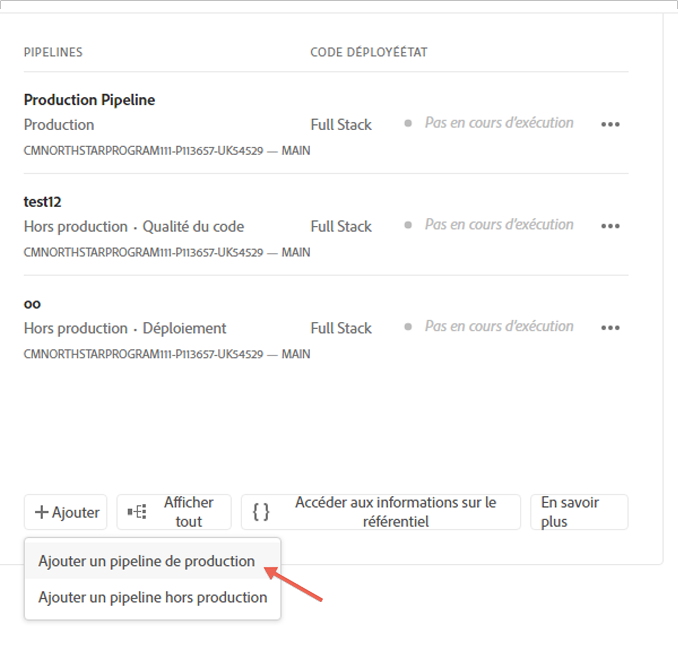 PIPELINES CODE DÉPLOYÉÉTAT
Production Pipeline
Production Full Stack Pas en cours d'exécution
CMNORTHSTARPROGRAM111-P113657-UK54529 — MAIN
test12
Hors production · Qualité du code Full Stack Pas en cours d'exécution
CMNORTHSTARPROGRAM111-P113657-UK54529 — MAIN
oo
Hors production · Déploiement Full Stack Pas en cours d'exécution
CMNORTHSTARPROGRAM111-P113657-UK54529 — MAIN
+ Ajouter
Afficher
tout
{ } Accéder aux informations sur le
référentiel
En savoir
plus
Ajouter un pipeline de production
Ajouter un pipeline hors production